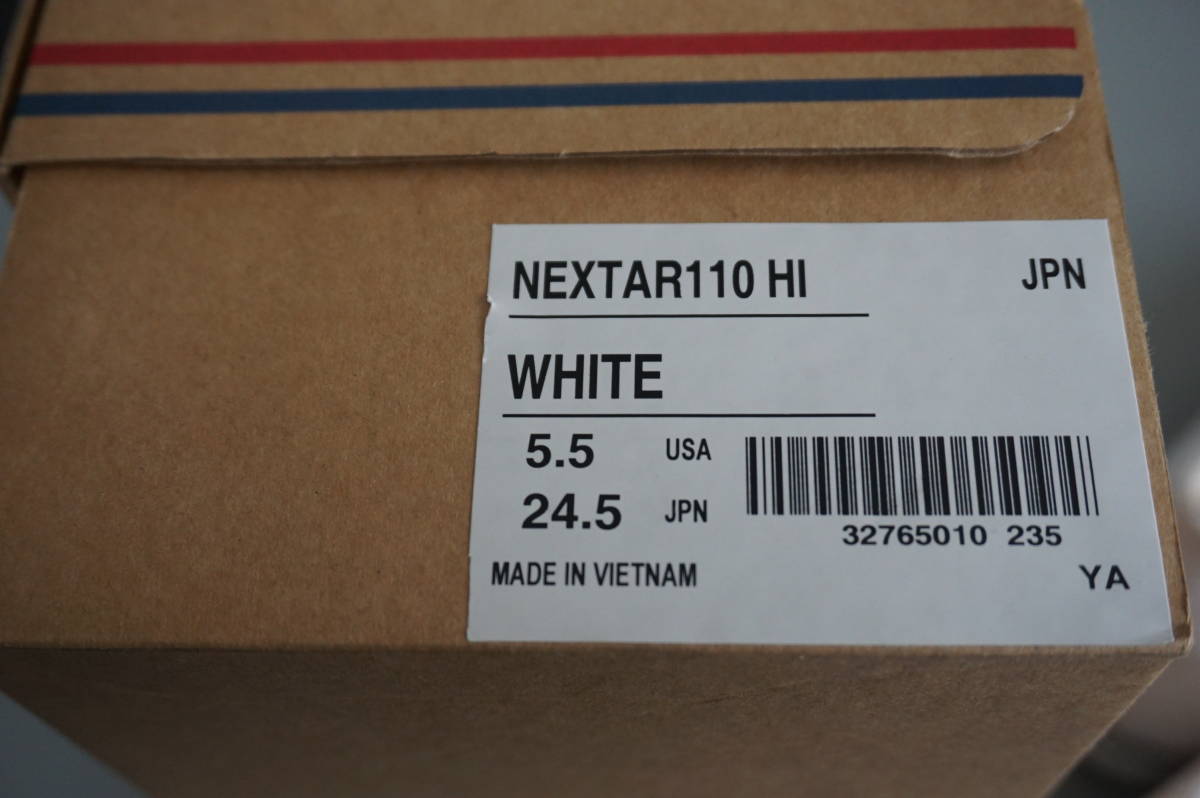 NEXTAR110 HI JPN
WHITE
5.5 USA
24.5 JPN
32765010 235
MADE IN VIETNAM YA